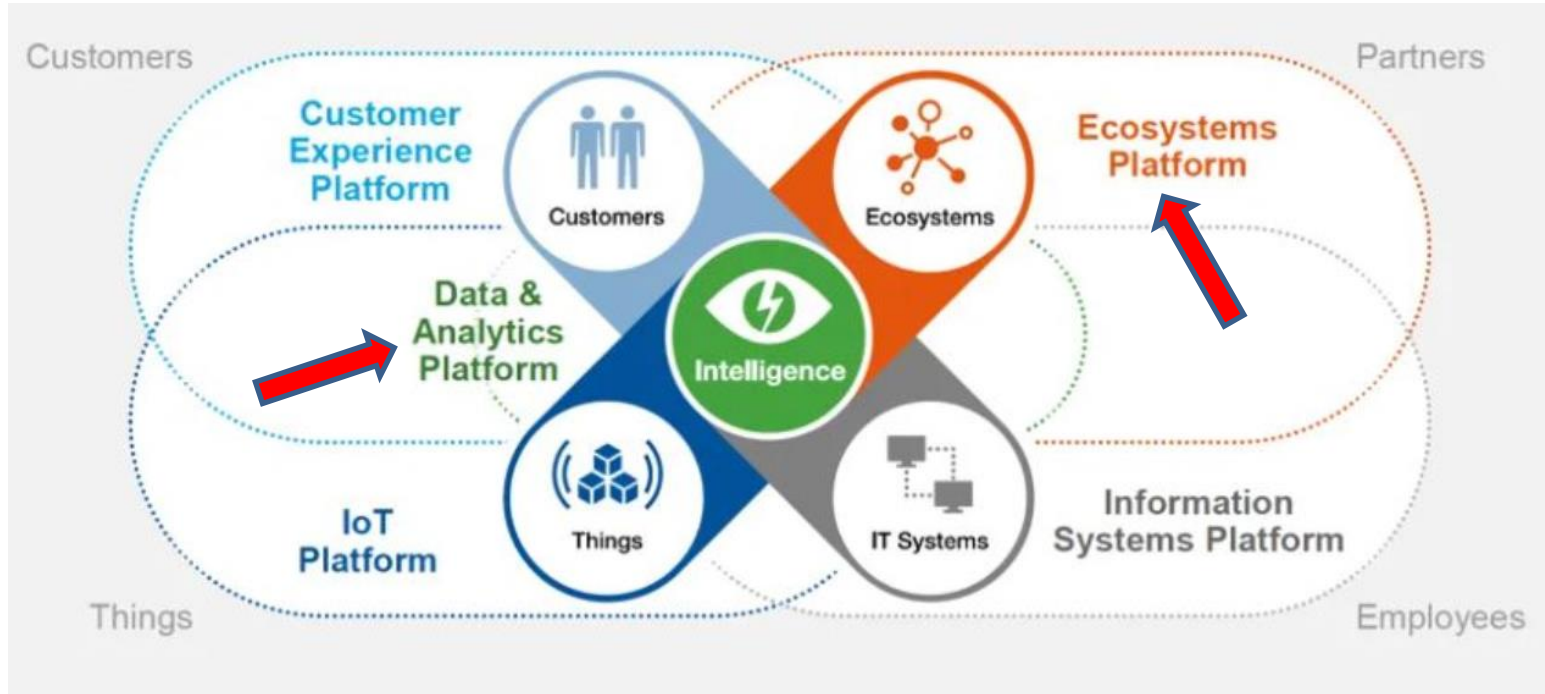 Customers
Partners
Customer
Experience
Platform
Customers
Ecosystems
Ecosystems
Platform
Data &
Analytics
Platform
Intelligence
IoT
Platform
Things
IT Systems
Information
Systems Platform
Things
Employees